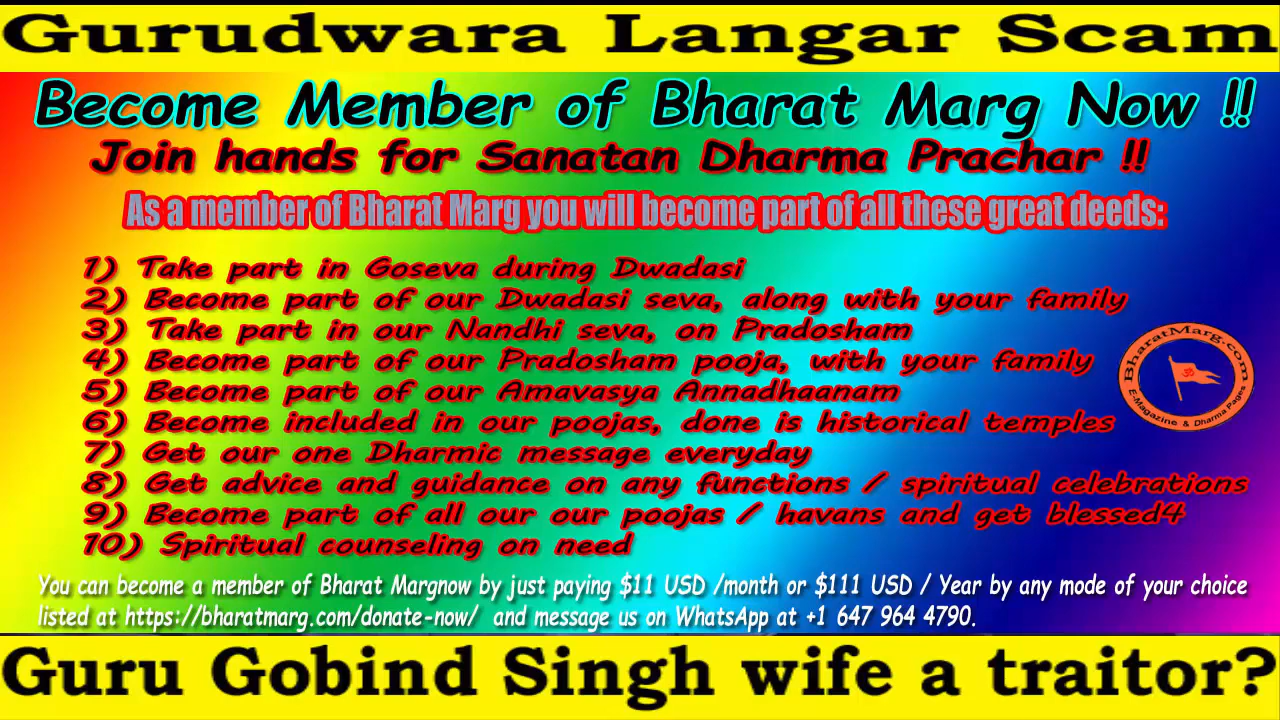 Gurudwara Langar Scam
Become Member of Bharat Marg Now !!
Join hands for Sanatan Dharma Prachar !!
As a member of Bharat Marg you will become part of all these great deeds:
1) Take part in Goseva during Dwadasi
2) Become part of our Dwadasi seva, along with your family
3) Take part in our Nandhi seva, on Pradosham
4) Become part of our Pradosham pooja, with your family
5) Become part of our Amavasya Annadhaanam
6) Become included in our poojas, done is historical temples
7) Get our one Dharmic message everyday
8) Get advice and guidance on any functions / spiritual celebrations
9) Become part of all our our poojas / havans and get blessed4
10) Spiritual counseling on need
BharatMarg.com
ॐ
E-Magazine & Dharma Pages
You can become a member of Bharat Margnow by just paying $11 USD /month or $111 USD / Year by any mode of your choice
listed at https://bharatmarg.com/donate-now/ and message us on WhatsApp at +1 647 964 4790.
Guru Gobind Singh wife a traitor?